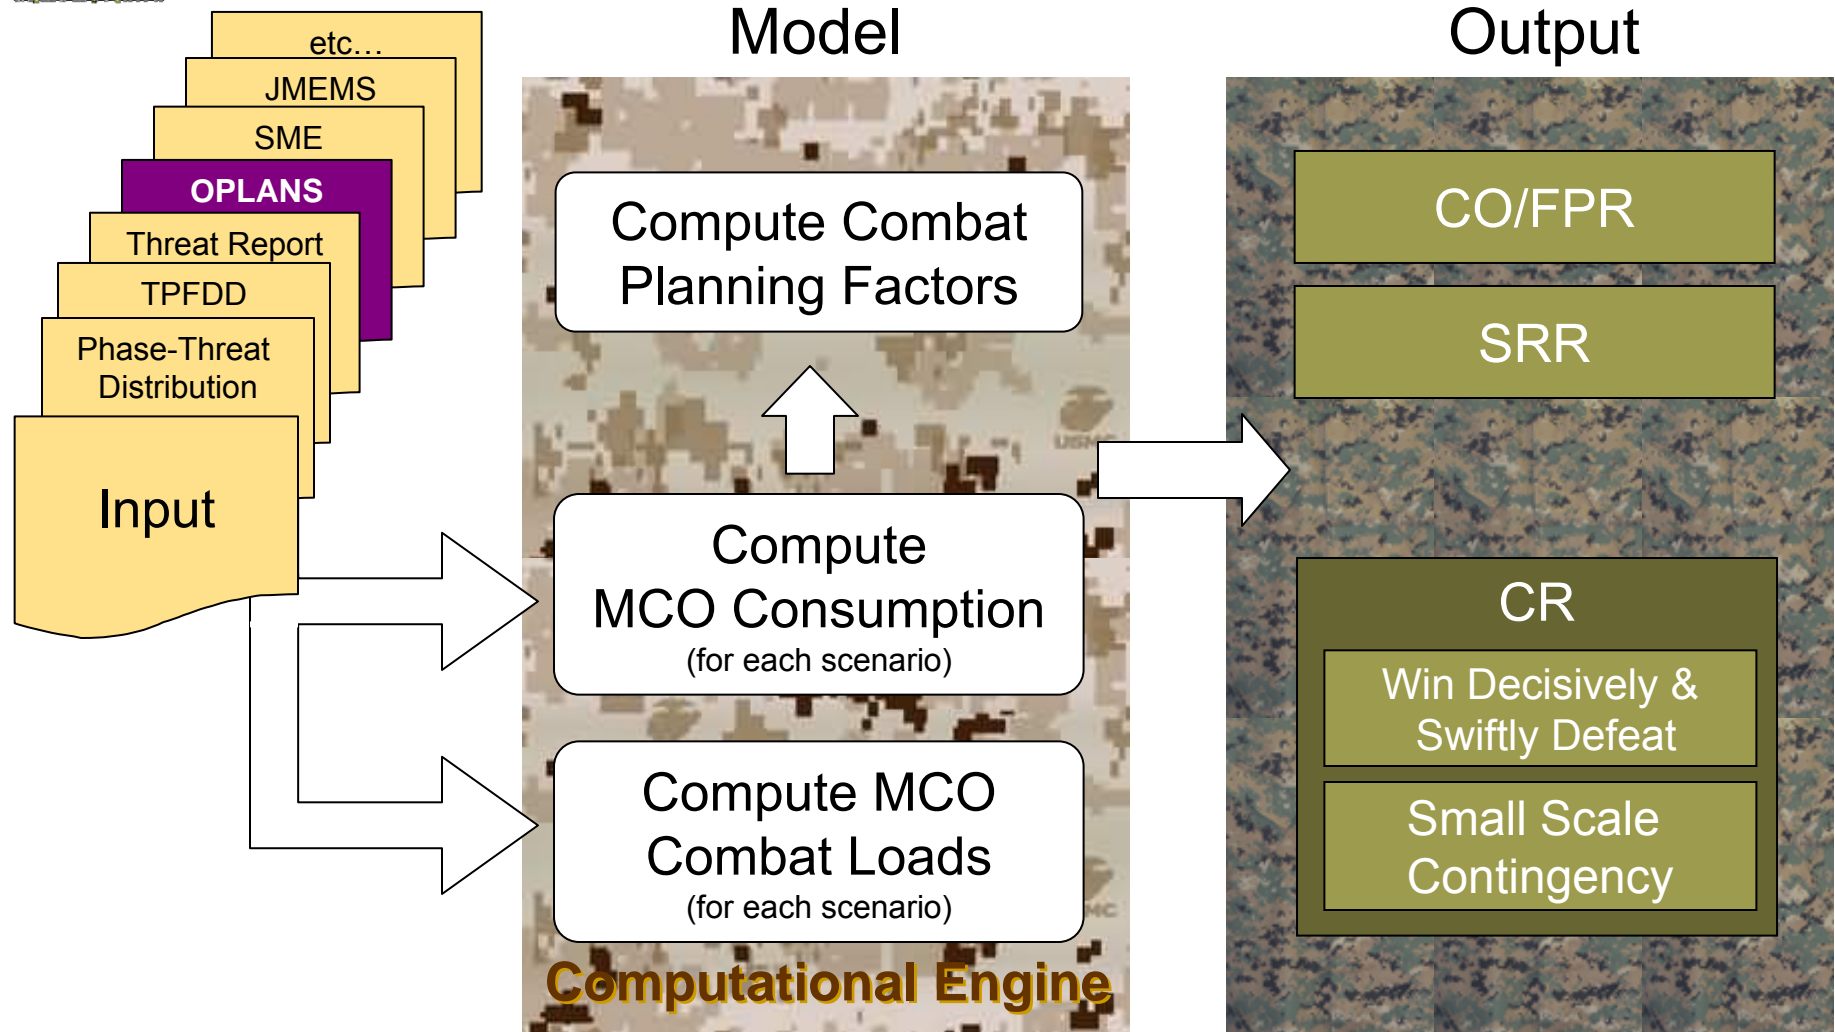 Model
Output
etc…
JMEMS
SME
OPLANS
Threat Report
TPFDD
Phase-Threat
Distribution
Input
Compute Combat
Planning Factors
USMC
Compute
MCO Consumption
(for each scenario)
Compute MCO
Combat Loads
(for each scenario)
Computational Engine
CO/FPR
SRR
CR
Win Decisively &
Swiftly Defeat
Small Scale
Contingency